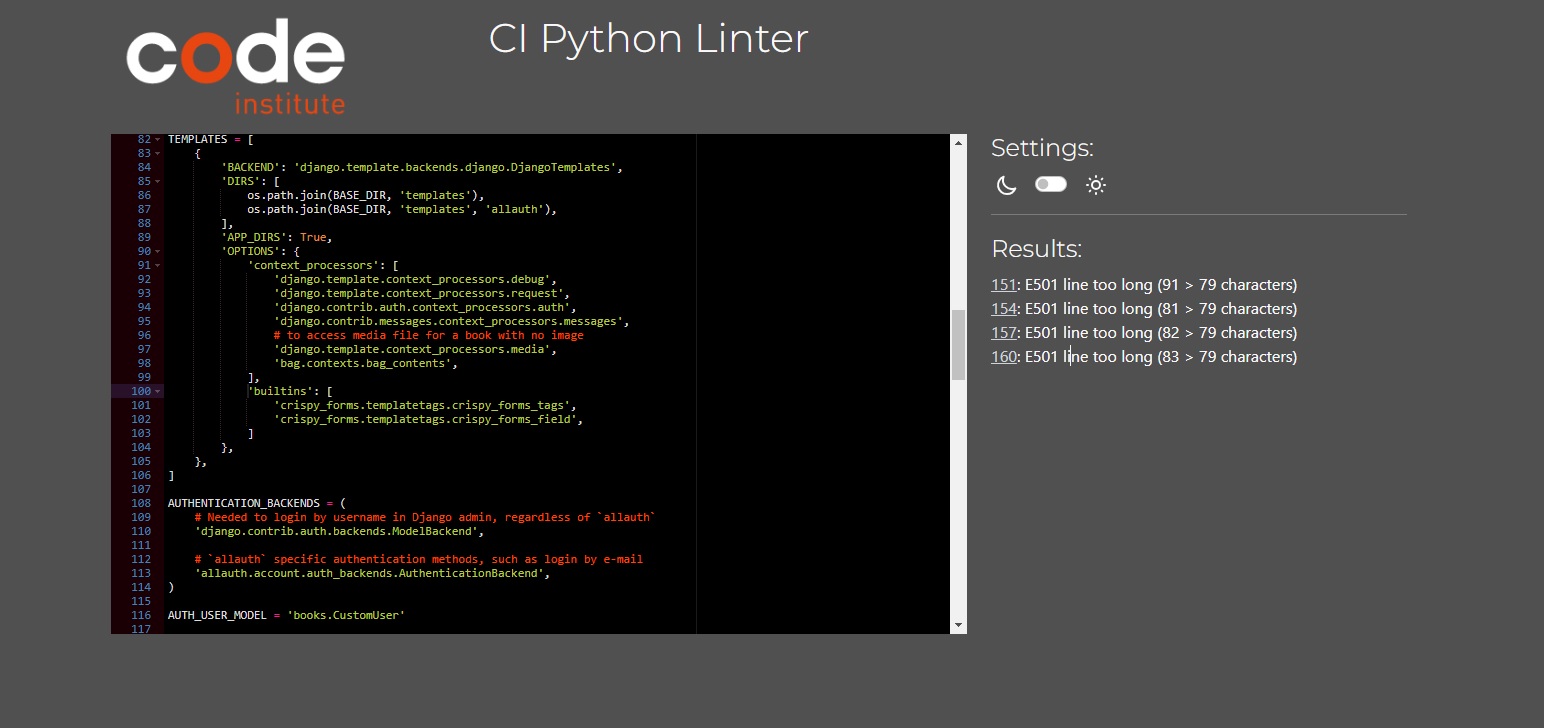 code
institute
CI Python Linter
82 TEMPLATES = [
83 {
84 'BACKEND': 'django.template.backends.django.DjangoTemplates',
85 'DIRS': [
86 os.path.join(BASE_DIR, 'templates'),
87 os.path.join(BASE_DIR, 'templates', 'allauth'),
88 ],
89 'APP_DIRS': True,
90 'OPTIONS': {
91 'context_processors': [
92 'django.template.context_processors.debug',
93 'django.template.context_processors.request',
94 'django.contrib.auth.context_processors.auth',
95 'django.contrib.messages.context_processors.messages',
96 # to access media file for a book with no image
97 'django.template.context_processors.media',
98 'bag.contexts.bag_contents',
99 ],
100 'builtins': [
101 'crispy_forms.templatetags.crispy_forms_tags',
102 'crispy_forms.templatetags.crispy_forms_field',
103 ]
104 },
105 },
106 ]
107
108 AUTHENTICATION_BACKENDS = (
109 # Needed to login by username in Django admin, regardless of `allauth`
110 'django.contrib.auth.backends.ModelBackend',
111
112 # `allauth` specific authentication methods, such as login by e-mail
113 'allauth.account.auth_backends.AuthenticationBackend',
114 )
115
116 AUTH_USER_MODEL = 'books.CustomUser'
117
Settings:
Results:
151: E501 line too long (91 > 79 characters)
154: E501 line too long (81 > 79 characters)
157: E501 line too long (82 > 79 characters)
160: E501 line too long (83 > 79 characters)